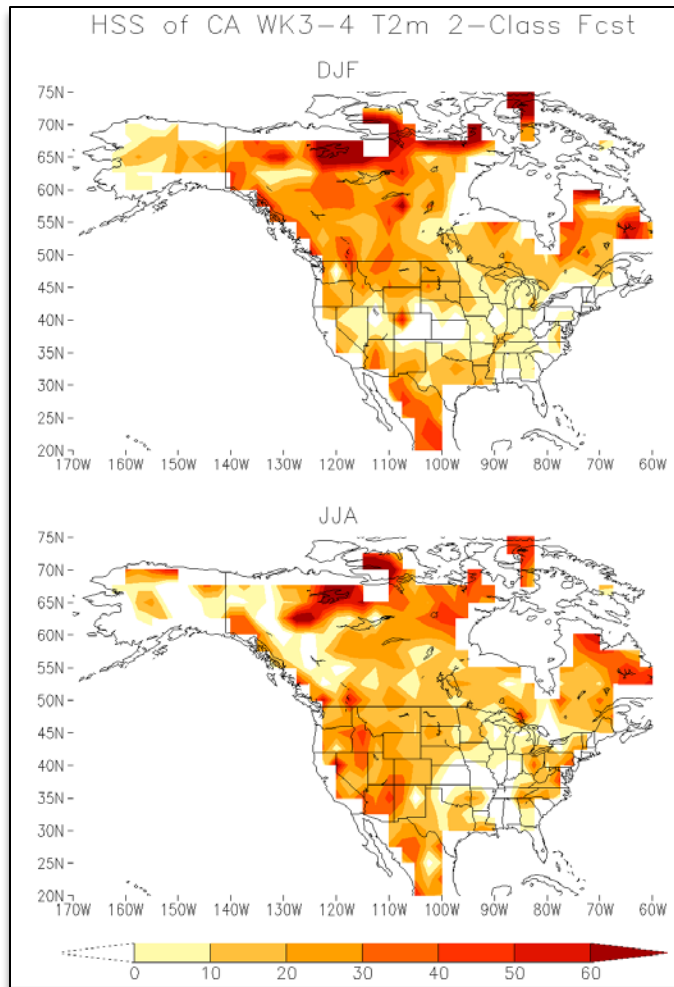 HSS of CA WK3-4 T2m 2-Class Fcst
DJF
75N
70N
65N
60N
55N
50N
45N
40N
35N
30N
25N
20N
170W 160W 150W 140W 130W 120W 110W 100W 90W 80W 70W 60W
JJA
75N
70N
65N
60N
55N
50N
45N
40N
35N
30N
25N
20N
170W 160W 150W 140W 130W 120W 110W 100W 90W 80W 70W 60W
0 10 20 30 40 50 60